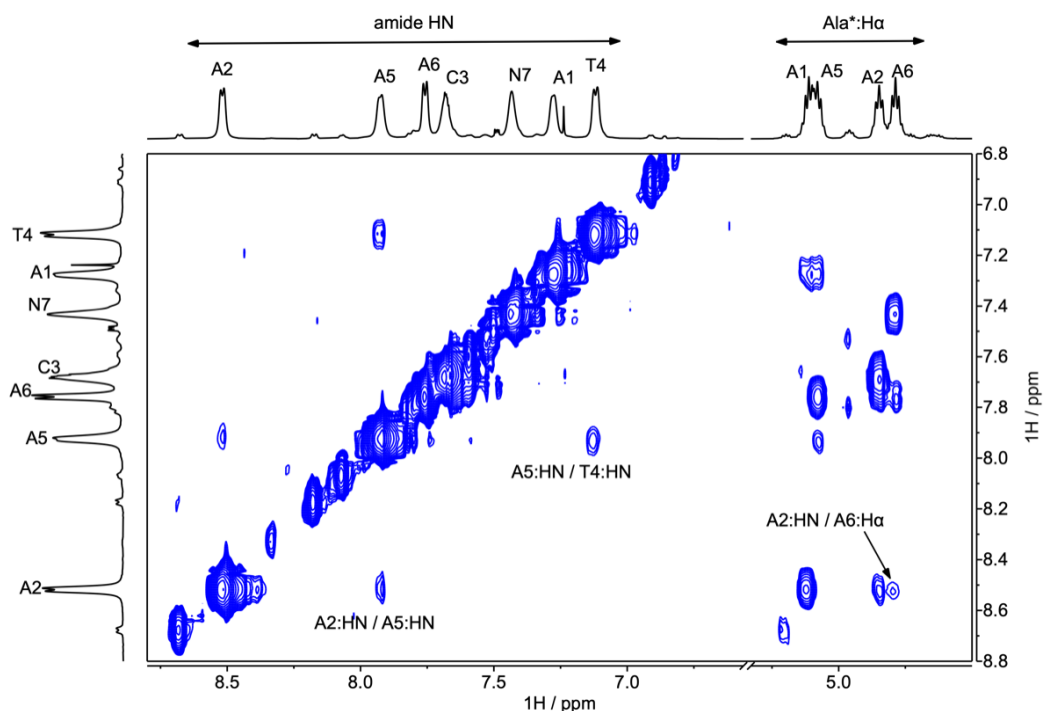 amide HN
Ala*:Hα
A2
A5
A6
C3
N7
A1
T4
A1
A5
A2
A6
T4
A1
N7
C3
A6
A5
A2
6.8
7.0
7.2
7.4
7.6
7.8
8.0
8.2
8.4
8.6
8.8
1H / ppm
A5:HN / T4:HN
A2:HN / A6:Hα
A2:HN / A5:HN
8.5
8.0
7.5
7.0
5.0
1H / ppm